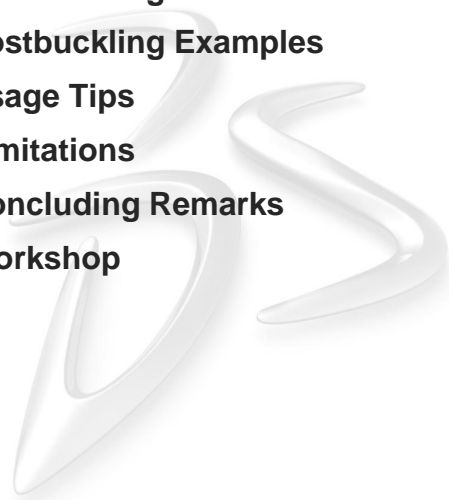 ostbuckling Examples
sage Tips
mitations
oncluding Remarks
orkshop